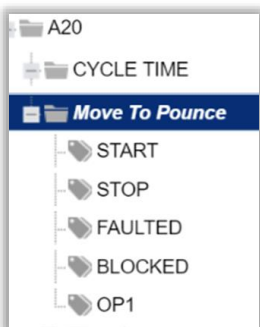 A20
CYCLE TIME
Move To Pounce
START
STOP
FAULTED
BLOCKED
OP1